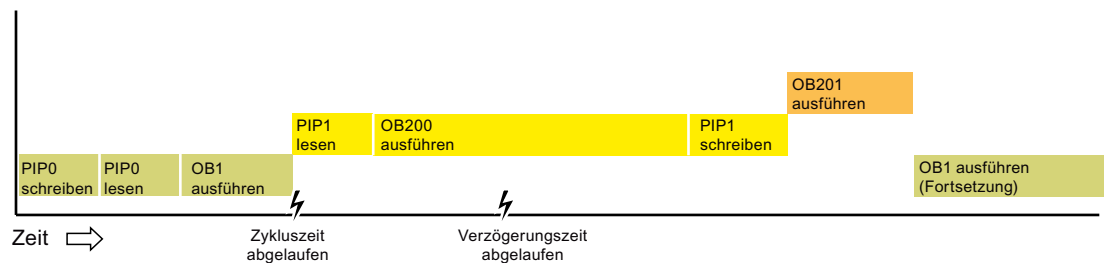 OB201
ausführen
PIP1
lesen
OB200
ausführen
PIP1
schreiben
PIP0
schreiben
PIP0
lesen
OB1
ausführen
OB1 ausführen
(Fortsetzung)
Zeit
Zykluszeit
abgelaufen
Verzögerungszeit
abgelaufen